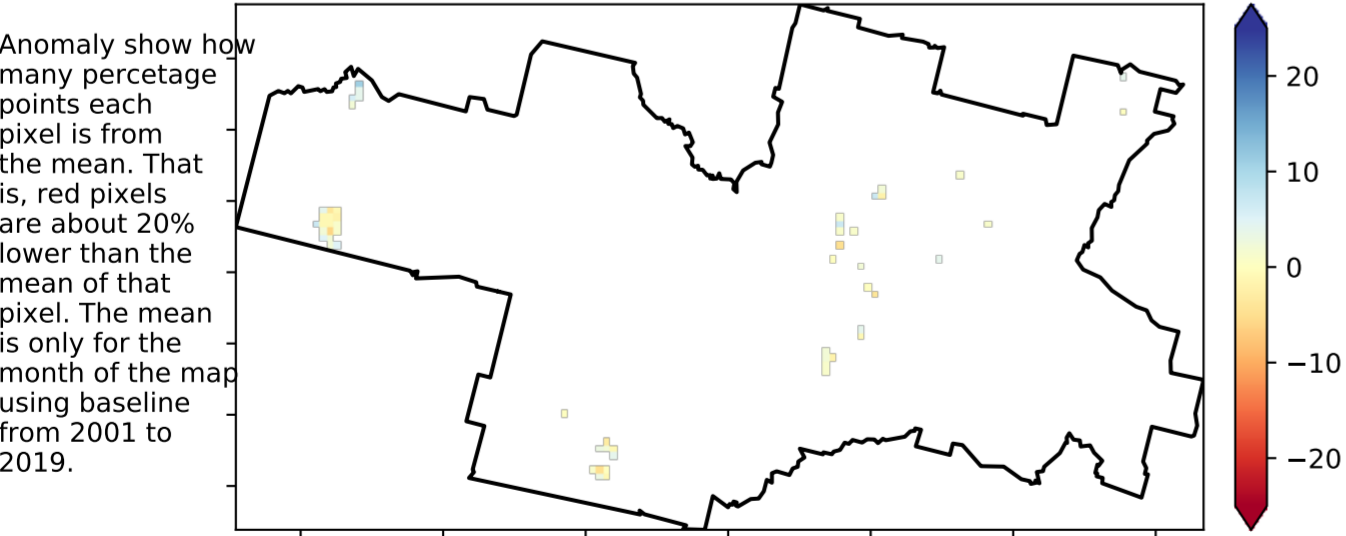 Anomaly show how
many percetage
points each
pixel is from
the mean. That
is, red pixels
are about 20%
lower than the
mean of that
pixel. The mean
is only for the
month of the map
using baseline
from 2001 to
2019.
20
10
0
−10
−20